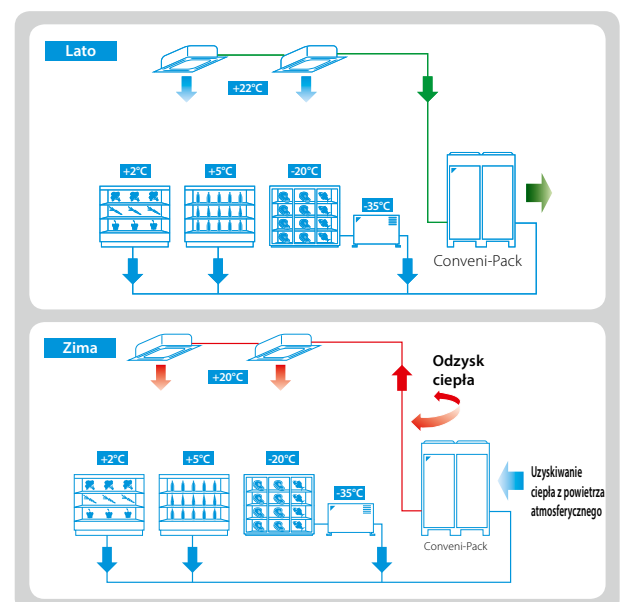 Lato
+22°C
+2°C
+5°C
-20°C
-35°C
Conveni-Pack
Zima
+20°C
Odzysk
ciepła
+2°C
+5°C
-20°C
-35°C
Uzyskiwanie
ciepła z powietrza
atmosferycznego
Conveni-Pack